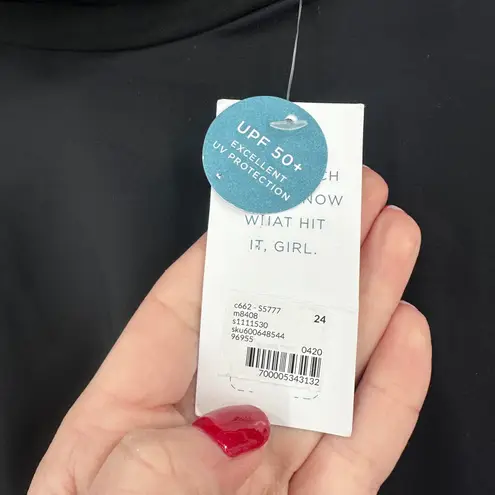 UPF 50+
EXCELLENT
UV PROTECTION
CH
NOW
WHAT HIT
IT, GIRL.
c662 - S5777
m8408
s1111530
sku600648544
96955
24
0420
700005343132